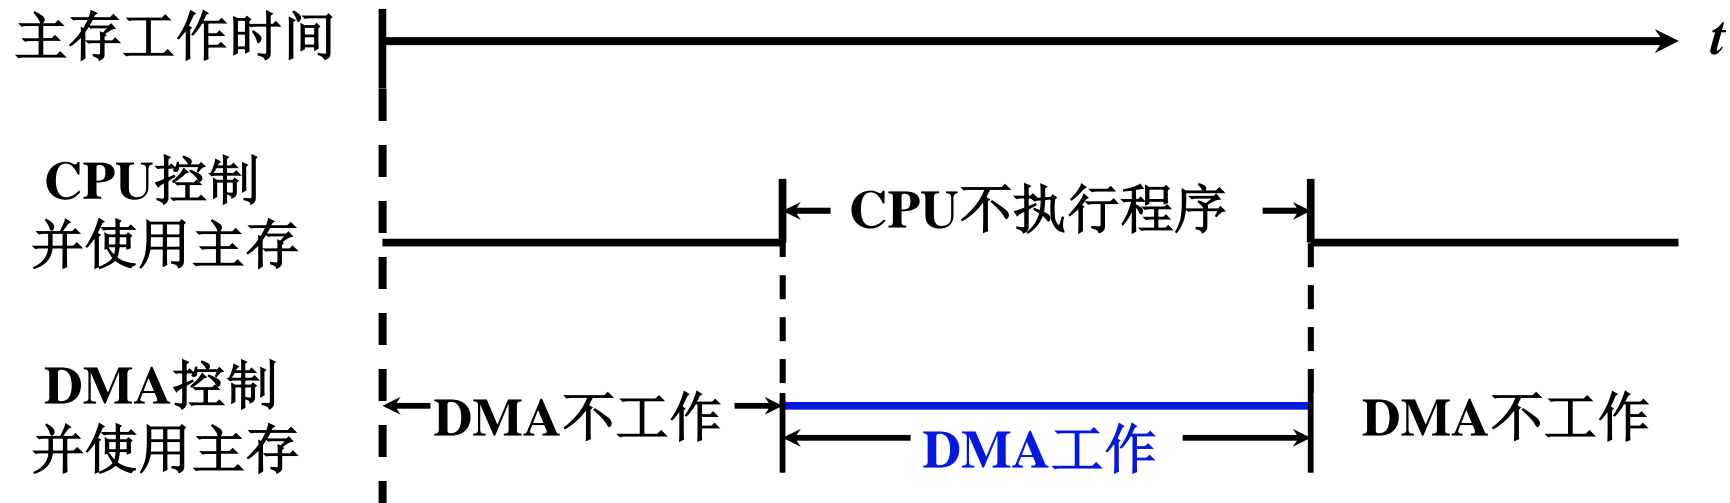 主存工作时间
t
CPU控制
并使用主存
CPU不执行程序
DMA控制
并使用主存
DMA不工作
DMA工作
DMA不工作